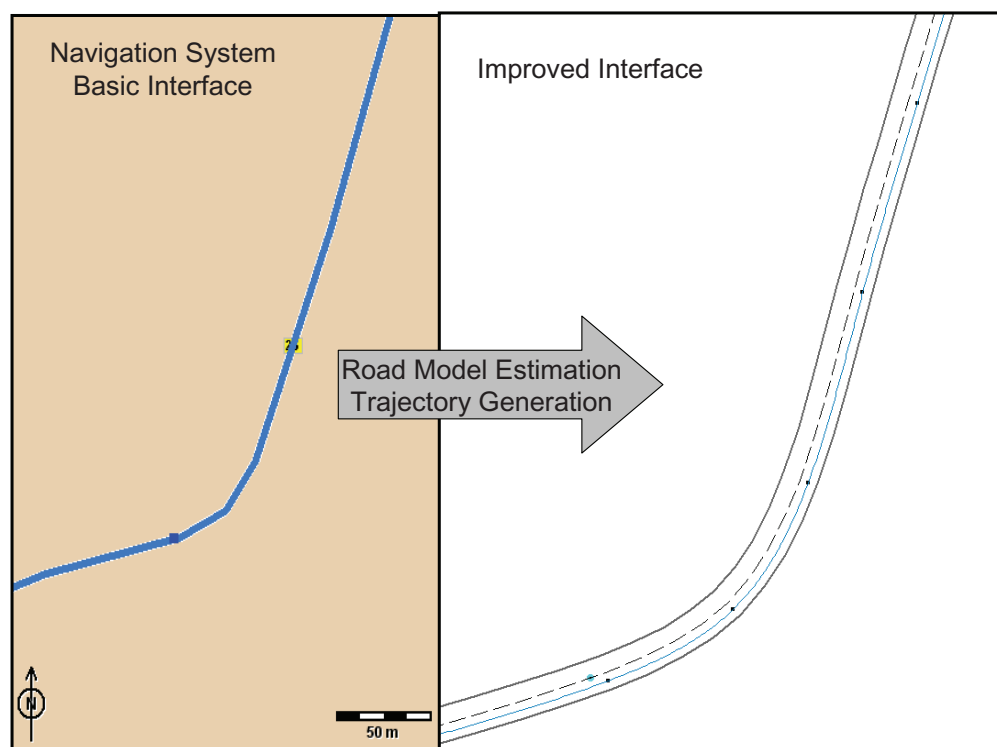 Navigation System
Basic Interface
Improved Interface
Road Model Estimation
Trajectory Generation
N
50 m